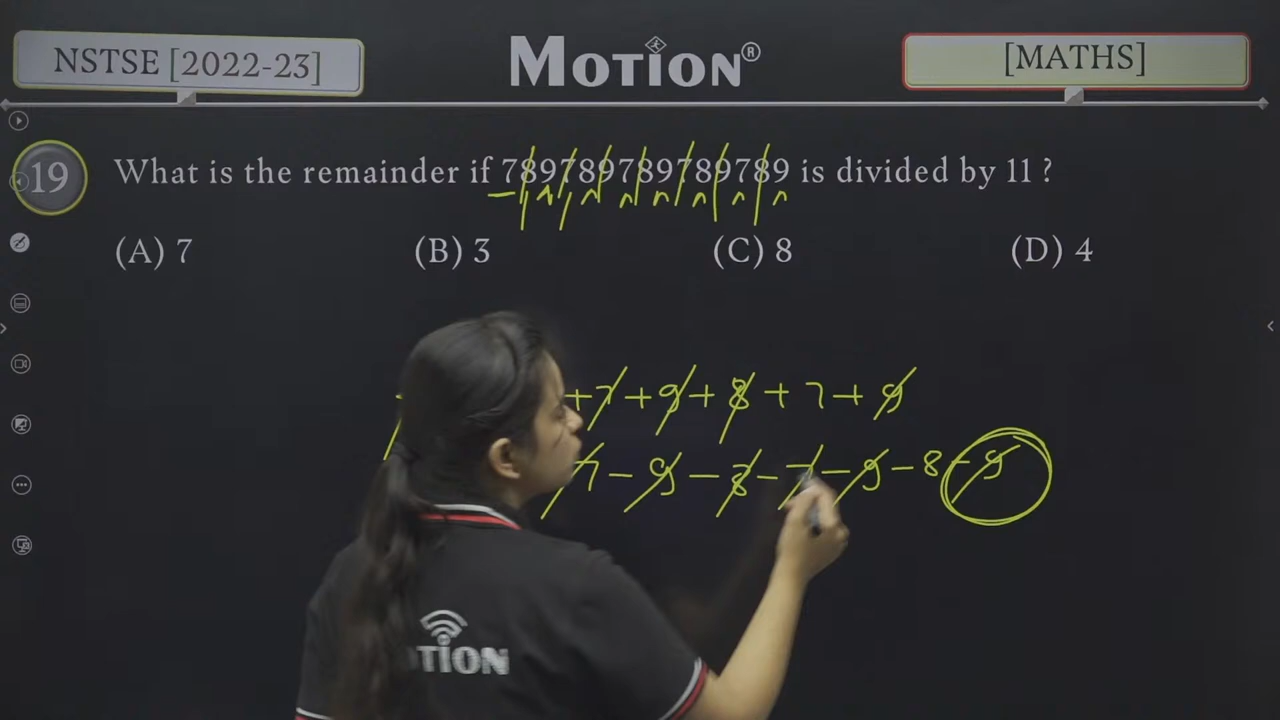 NSTSE [2022-23]
MOTION®
[MATHS]
19 What is the remainder if 789789789789789 is divided by 11 ?
(A) 7 (B) 3 (C) 8 (D) 4
+7+9+8+7+9
7-9-8-7-9-8-9
MOTION